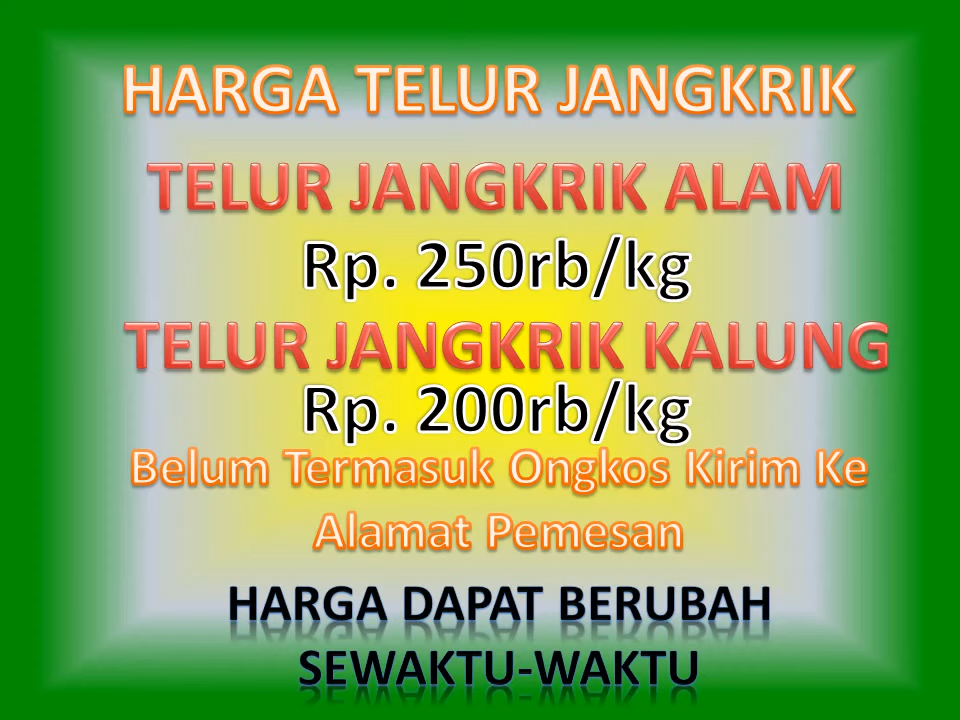 HARGA TELUR JANGKRIK
TELUR JANGKRIK ALAM
Rp. 250rb/kg
TELUR JANGKRIK KALUNG
Rp. 200rb/kg
Belum Termasuk Ongkos Kirim Ke
Alamat Pemesan
HARGA DAPAT BERUBAH
SEWAKTU-WAKTU